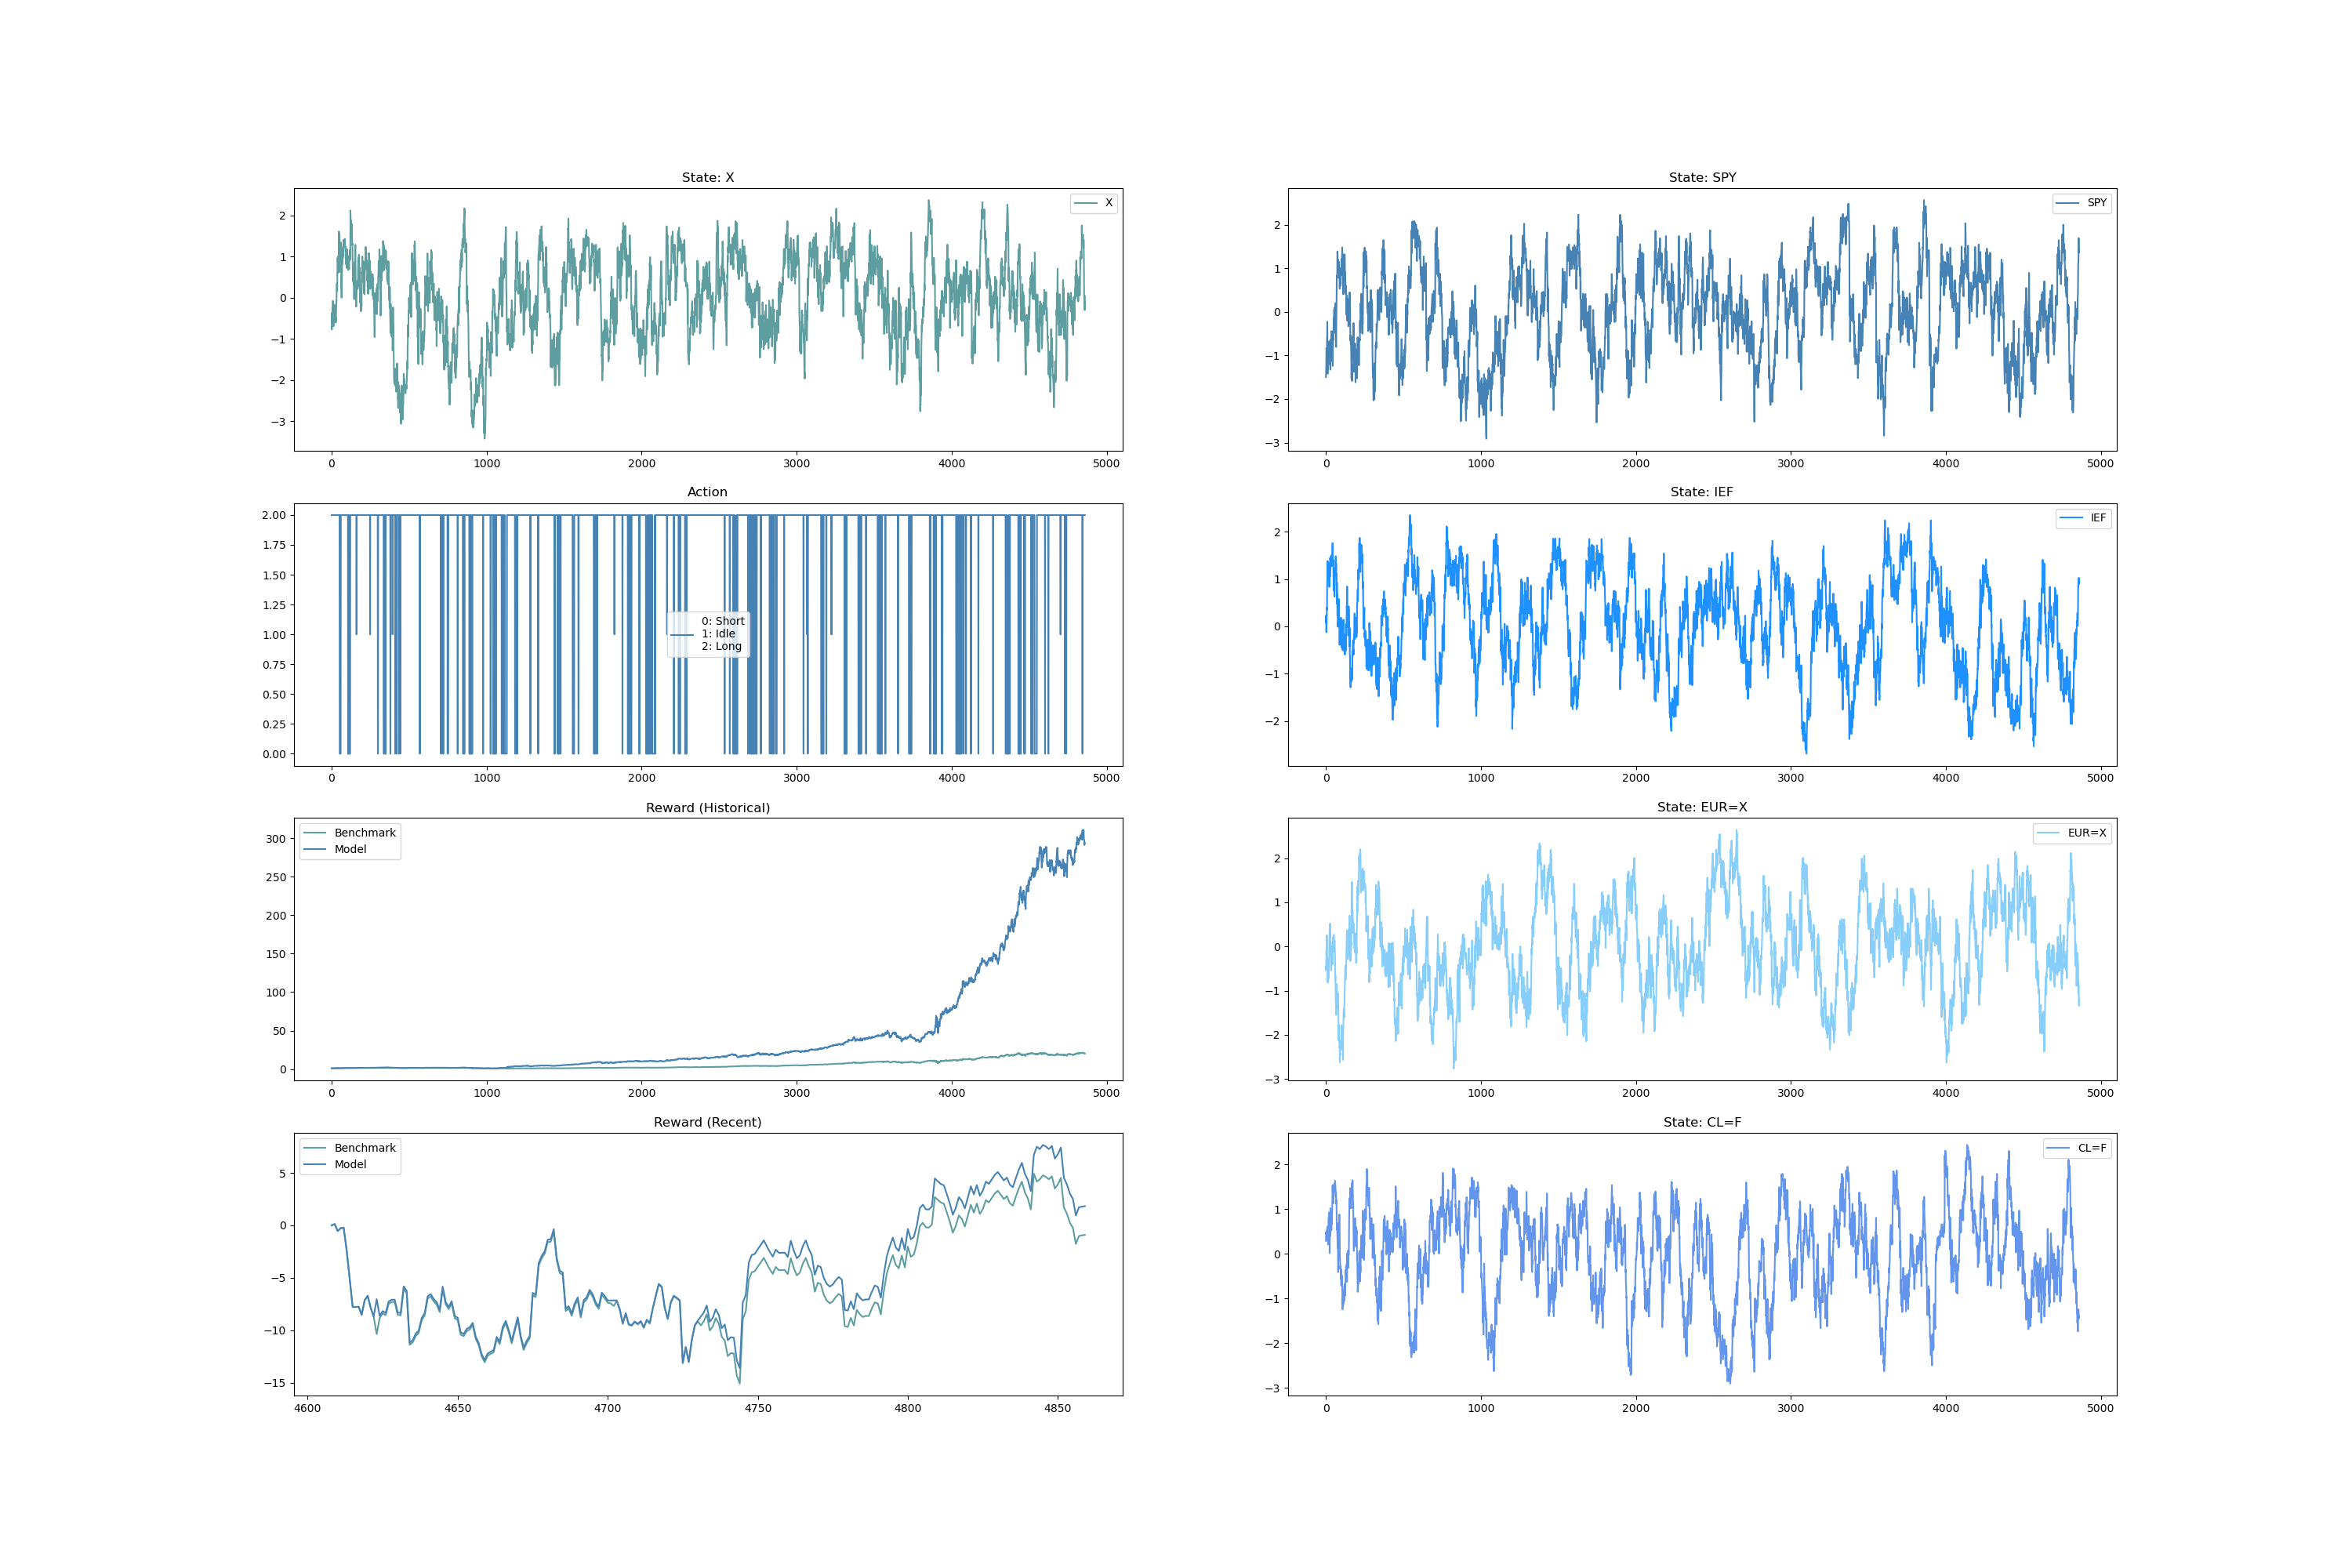 State: X
X
2
1
0
−1
−2
−3
0 1000 2000 3000 4000 5000
Action
2.00
1.75
1.50
1.25
1.00
0.75
0.50
0.25
0.00
0: Short
1: Idle
2: Long
0 1000 2000 3000 4000 5000
Reward (Historical)
Benchmark
Model
300
250
200
150
100
50
0
0 1000 2000 3000 4000 5000
Reward (Recent)
Benchmark
Model
5
0
−5
−10
−15
4600 4650 4700 4750 4800 4850
State: SPY
SPY
2
1
0
−1
−2
−3
0 1000 2000 3000 4000 5000
State: IEF
IEF
2
1
0
−1
−2
0 1000 2000 3000 4000 5000
State: EUR=X
EUR=X
2
1
0
−1
−2
−3
0 1000 2000 3000 4000 5000
State: CL=F
CL=F
2
1
0
−1
−2
−3
0 1000 2000 3000 4000 5000